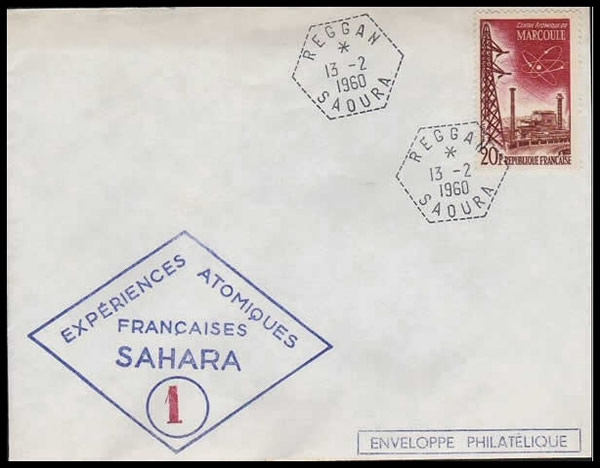 REGGAN
*
13 -2
1960
SAOURA
CENTRE ATOMIQUE DE
MARCOULE
20F RÉPUBLIQUE FRANÇAISE
REGGAN
*
13 -2
1960
SAOURA
EXPÉRIENCES ATOMIQUES
FRANÇAISES
SAHARA
1
ENVELOPPE PHILATÉLIQUE